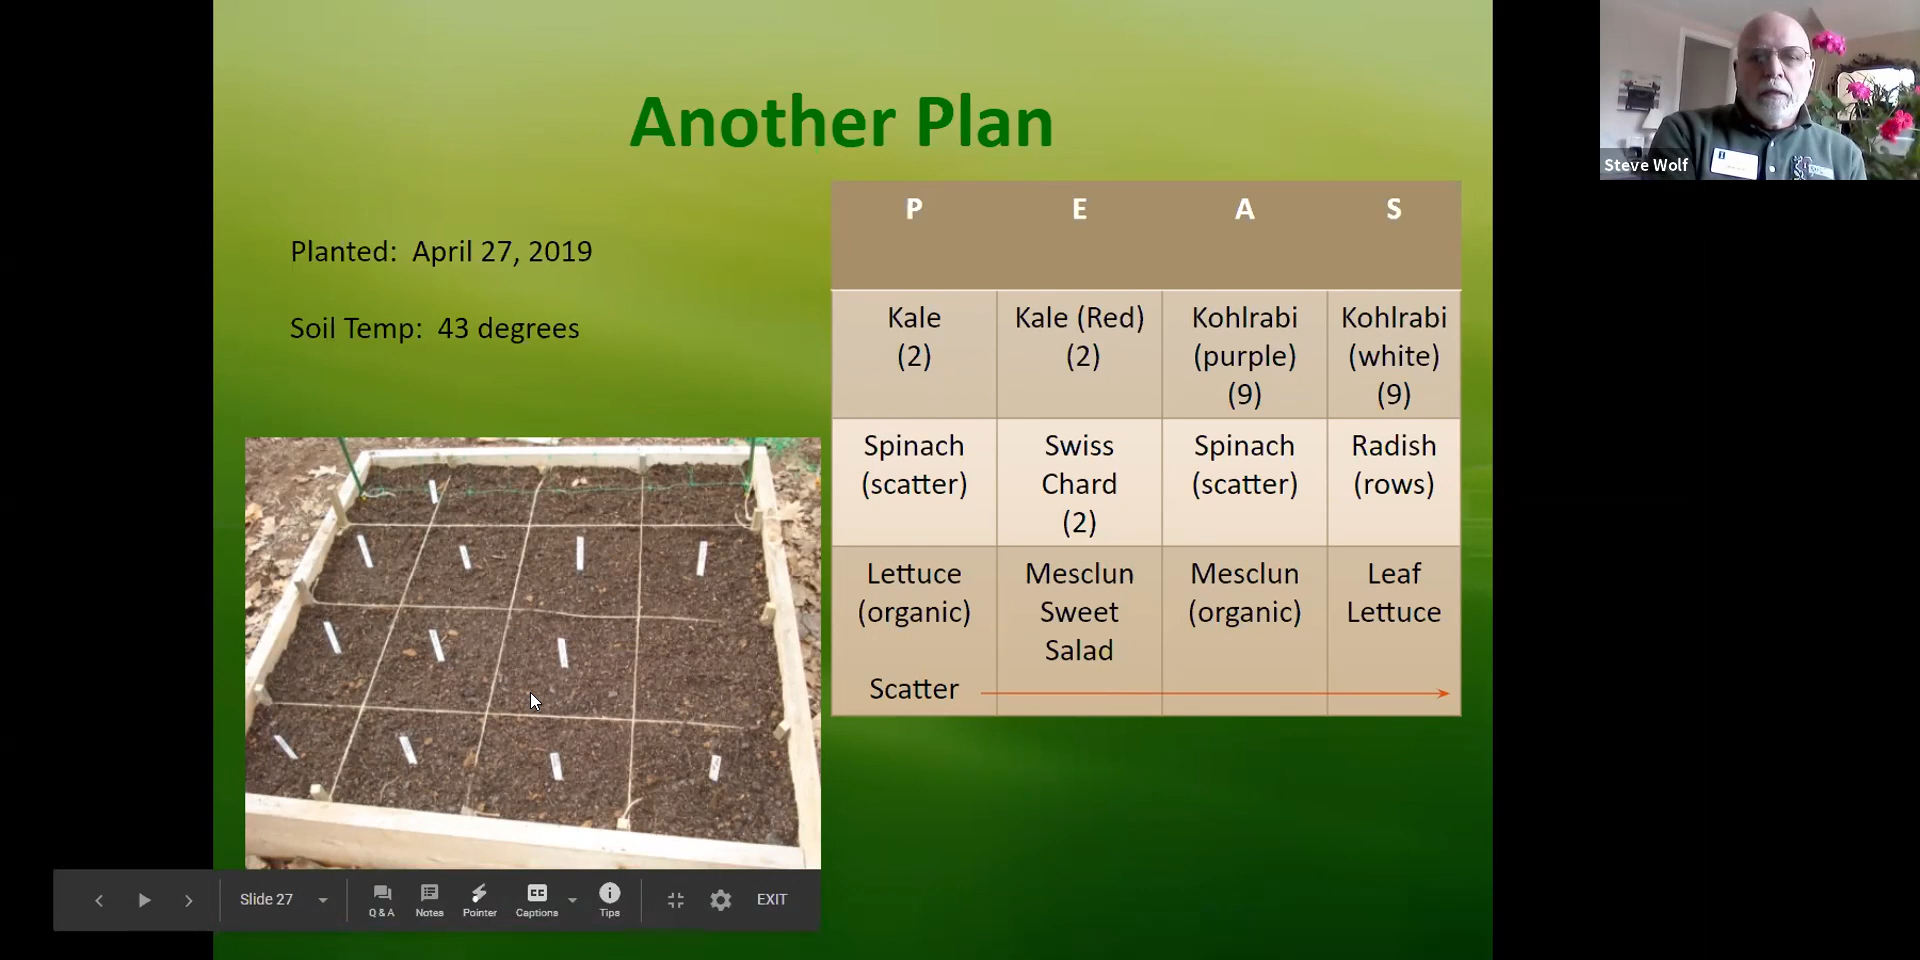 Another Plan
Planted: April 27, 2019
Soil Temp: 43 degrees
P E A S
Kale
(2)
Kale (Red)
(2)
Kohlrabi
(purple)
(9)
Kohlrabi
(white)
(9)
Spinach
(scatter)
Swiss
Chard
(2)
Spinach
(scatter)
Radish
(rows)
Lettuce
(organic)
Scatter
Mesclun
Sweet
Salad
Mesclun
(organic)
Leaf
Lettuce
Steve Wolf
Slide 27
Q & A
Notes
Pointer
CC
Captions
Tips
EXIT